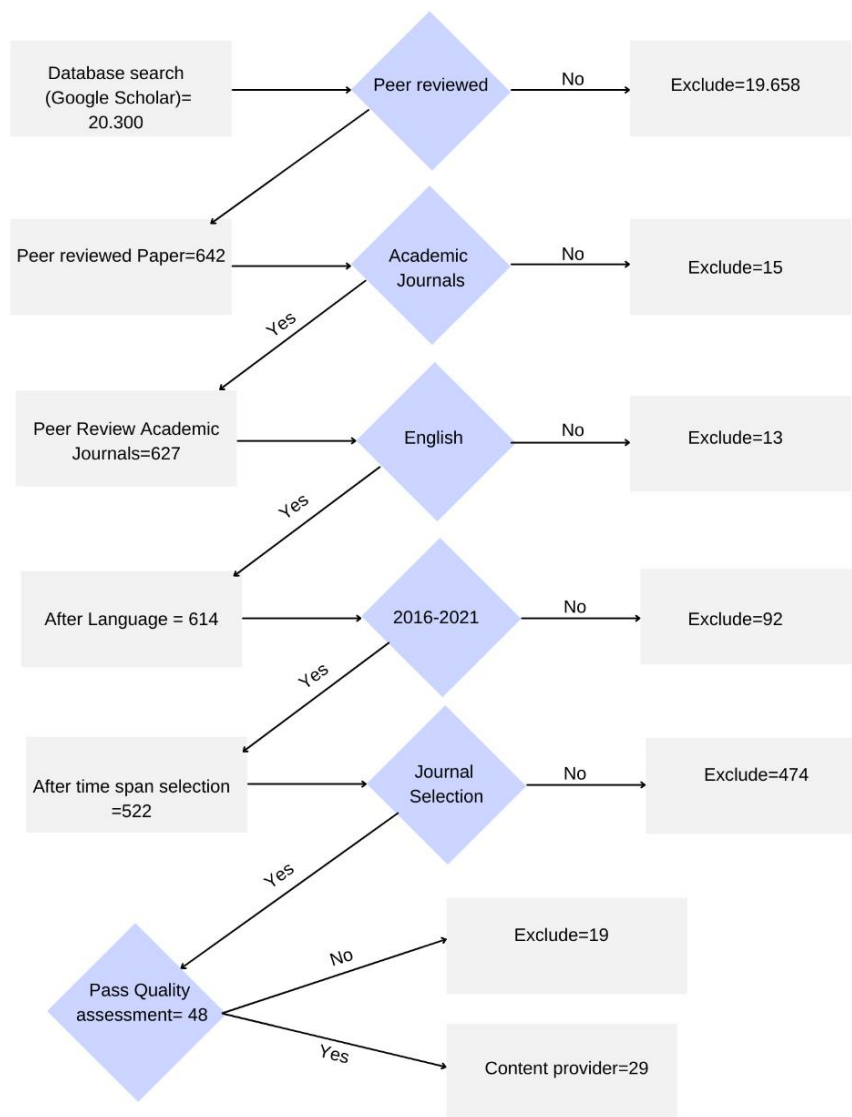 Database search
(Google Scholar)=
20.300
Peer reviewed
No
Exclude=19.658
Peer reviewed Paper=642
Academic
Journals
No
Exclude=15
Yes
Peer Review Academic
Journals=627
English
No
Exclude=13
Yes
After Language = 614
2016-2021
No
Exclude=92
Yes
After time span selection
=522
Journal
Selection
No
Exclude=474
Yes
Pass Quality
assessment= 48
No
Exclude=19
Yes
Content provider=29